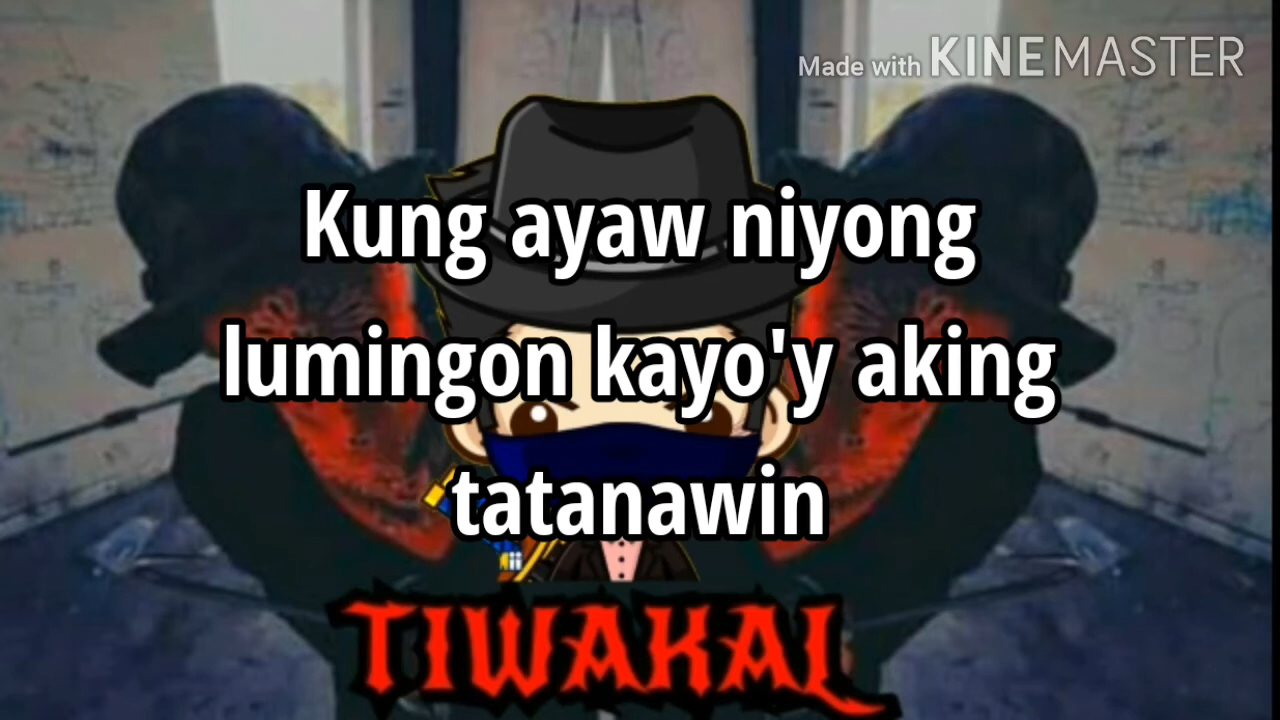 Made with KINEMASTER
Kung ayaw niyong
lumingon kayo'y aking
tatanawin
TIWAKAL